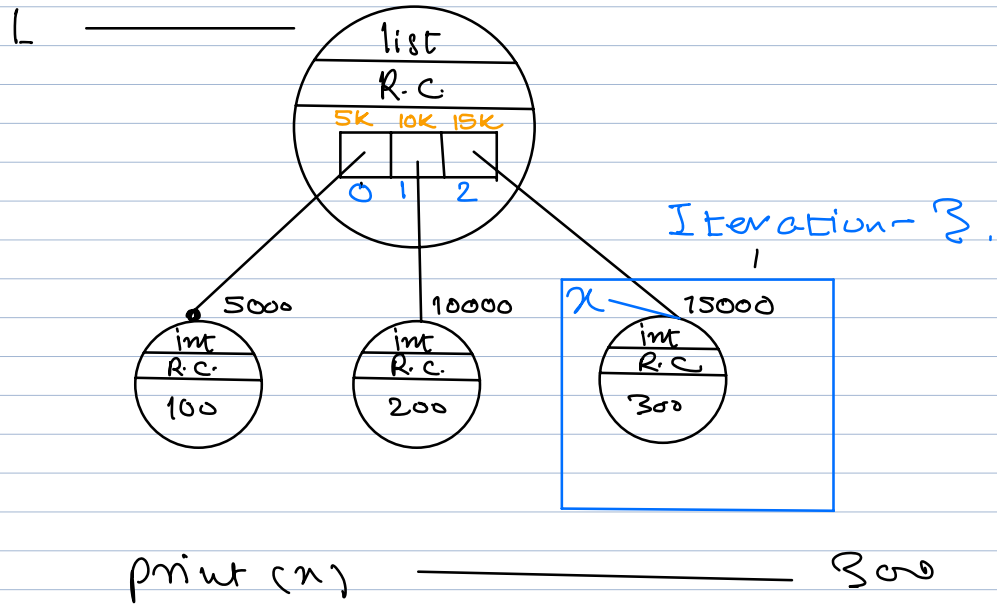 L
list
R.C.
5K 10K 15K
0 1 2
Iteration-3.
5000 10000 x 15000
int int int
R.C. R.C. R.C
100 200 300
print(x) 300